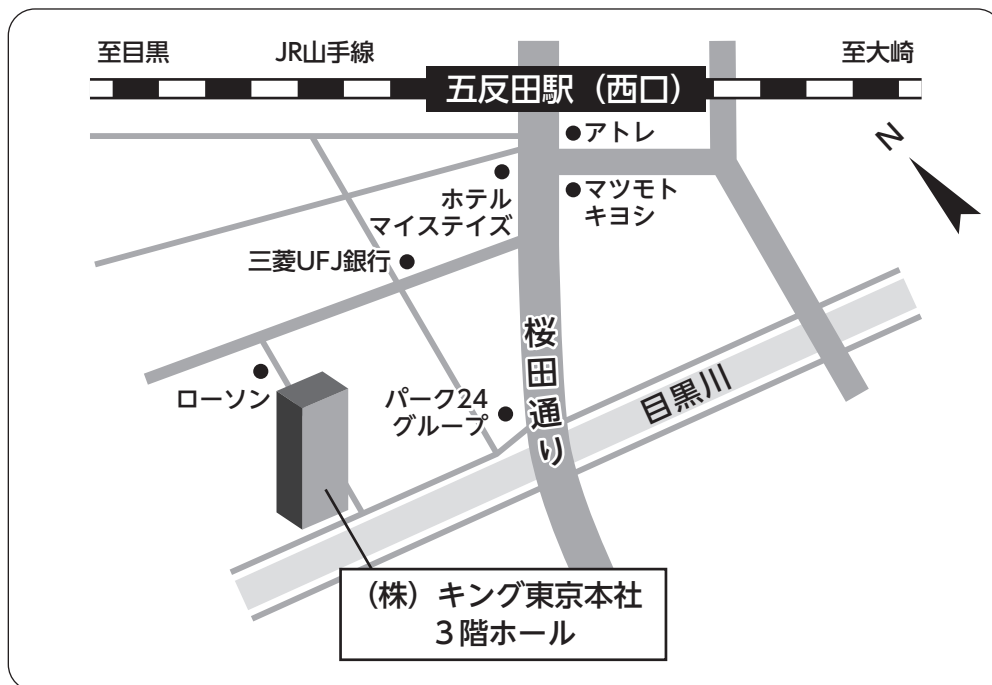 至目黒
JR山手線
至大崎
五反田駅（西口）
アトレ
N
ホテル
マイステイズ
マツモト
キヨシ
三菱UFJ銀行
桜田通り
ローソン
パーク24
グループ
目黒川
（株）キング東京本社
３階ホール